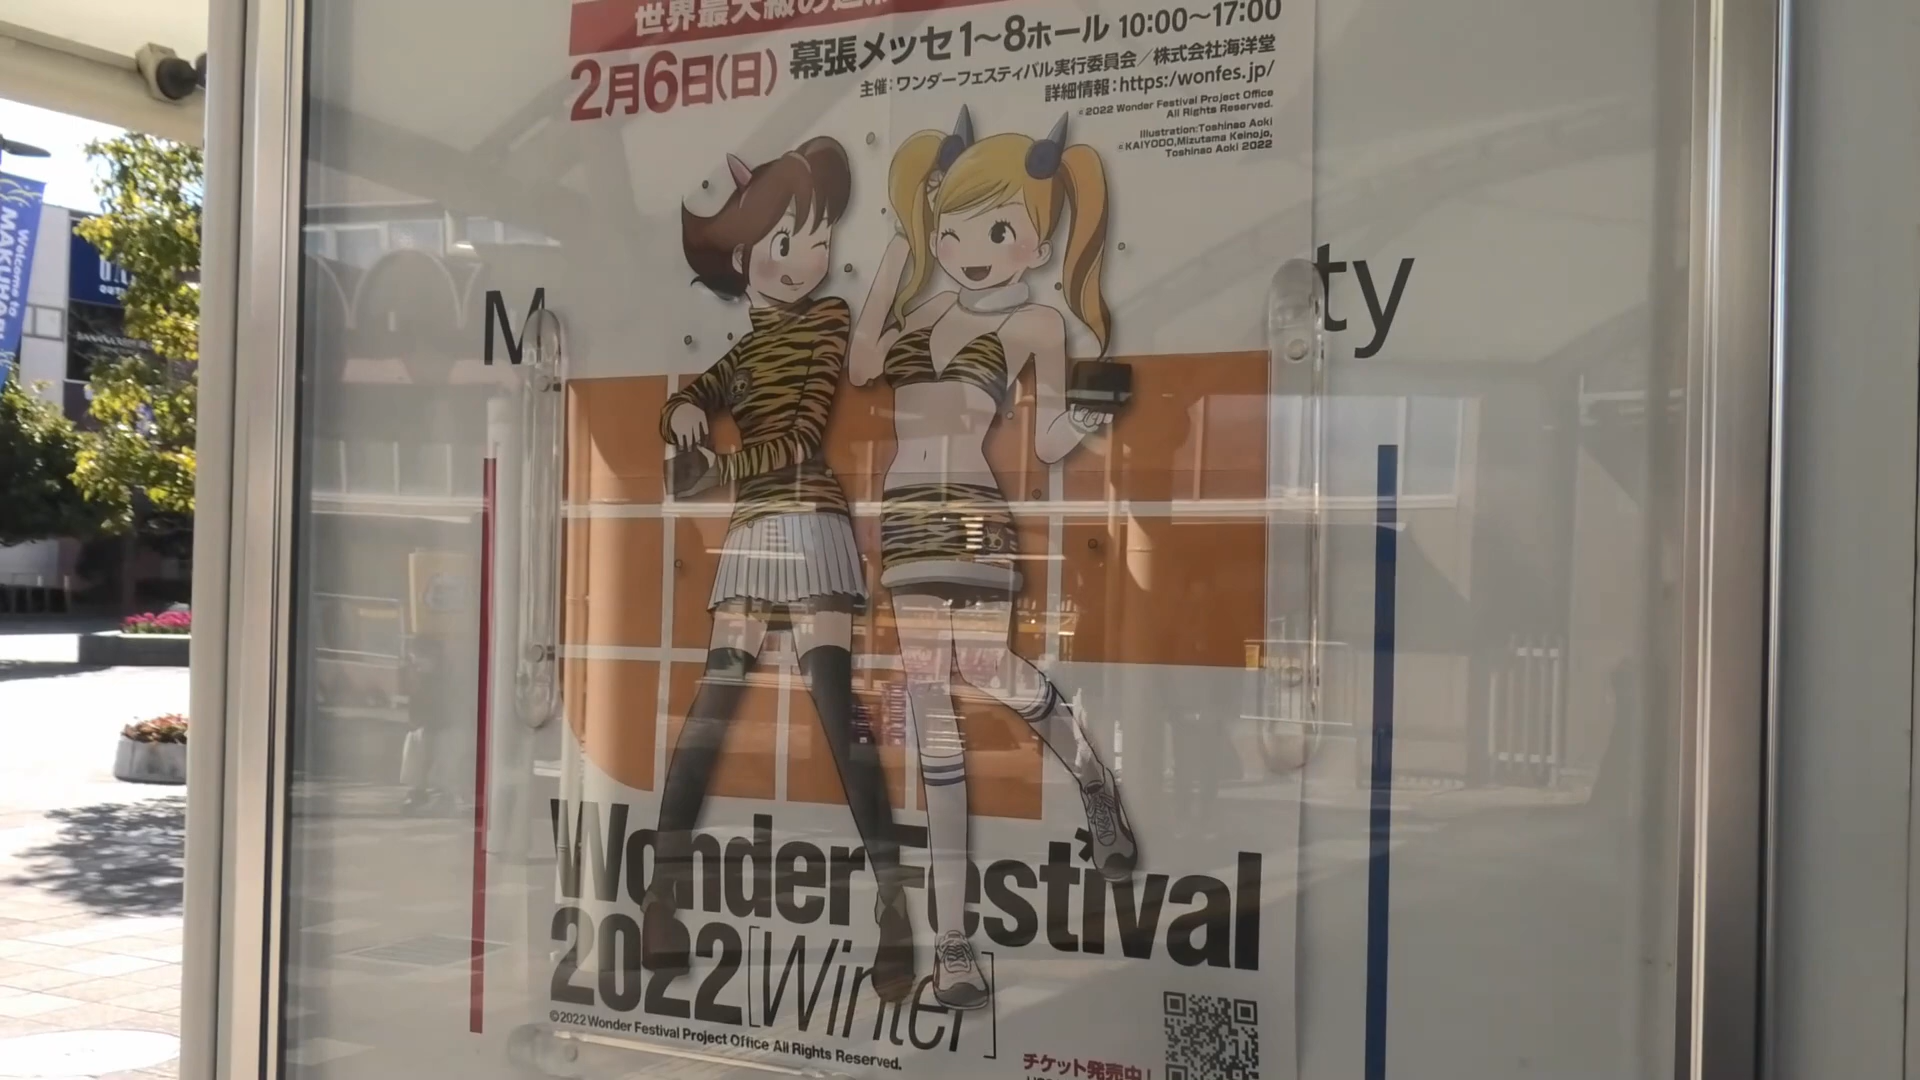 世界最大級の
2月6日(日) 幕張メッセ1〜8ホール 10:00〜17:00
主催：ワンダーフェスティバル実行委員会／株式会社海洋堂
詳細情報：https:/wonfes.jp/
©2022 Wonder Festival Project Office
All Rights Reserved.
Illustration:Toshinao Aoki
©KAIYODO,Mizutama Keinojo,
Toshinao Aoki 2022
Welcome to
MAKUHARI
M
ty
Wonder Festival
2022[Winter]
©2022 Wonder Festival Project Office All Rights Reserved.
チケット発売中！